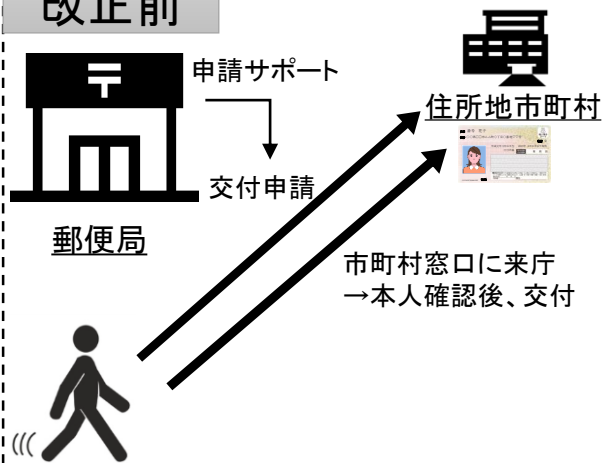 改正前
申請サポート
住所地市町村
交付申請
郵便局
市町村窓口に来庁
→本人確認後、交付